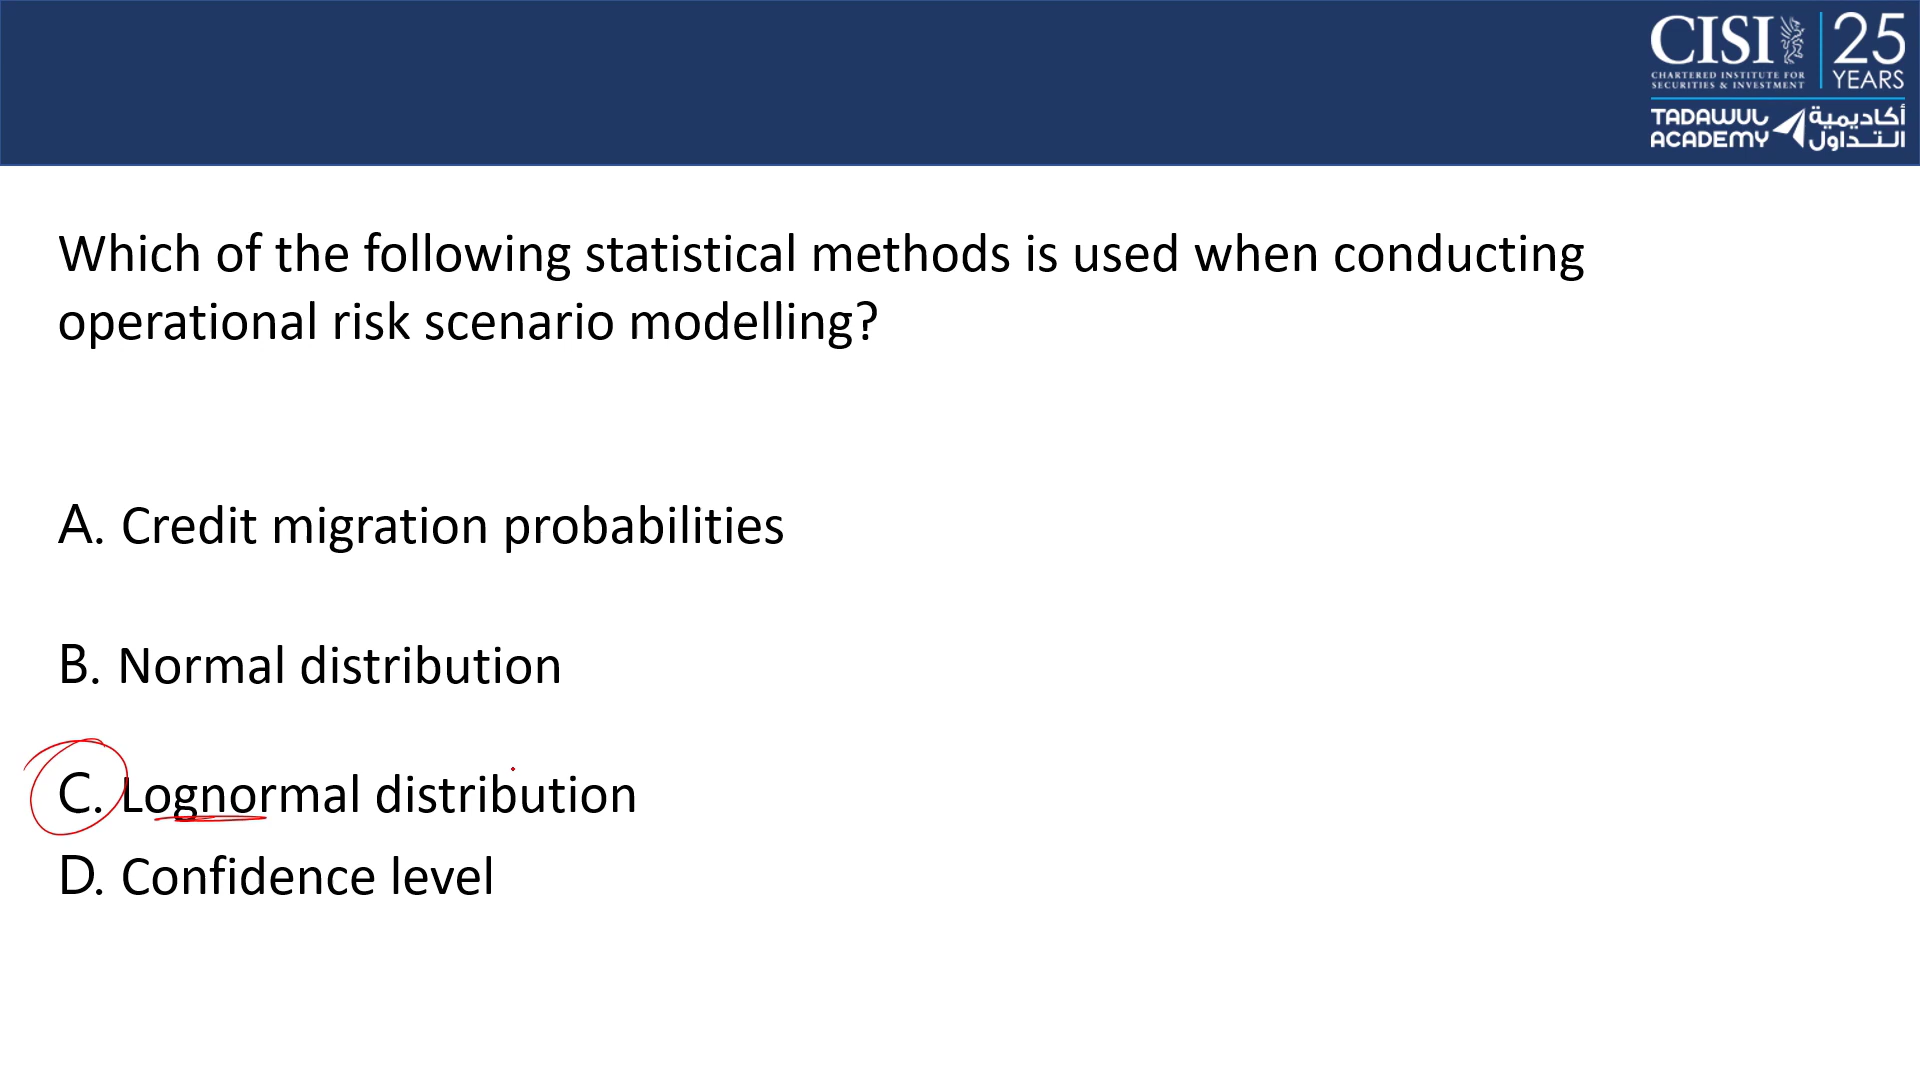 CISI 25
CHARTERED INSTITUTE FOR
SECURITIES & INVESTMENT YEARS
TADAWUL أكاديمية
ACADEMY التداول
Which of the following statistical methods is used when conducting
operational risk scenario modelling?
A. Credit migration probabilities
B. Normal distribution
C. Lognormal distribution
D. Confidence level